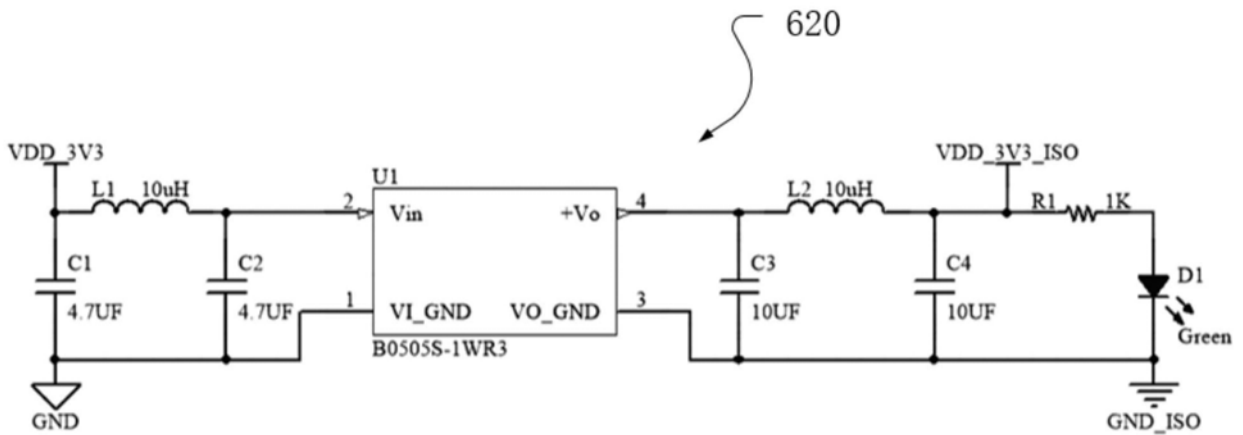 620
VDD_3V3
VDD_3V3_ISO
L1 10uH
U1
L2 10uH
2
Vin
+Vo
4
R1
1K
C1
C2
C3
C4
D1
4.7UF
4.7UF
1
VI_GND
VO_GND
3
10UF
10UF
Green
B0505S-1WR3
GND
GND_ISO